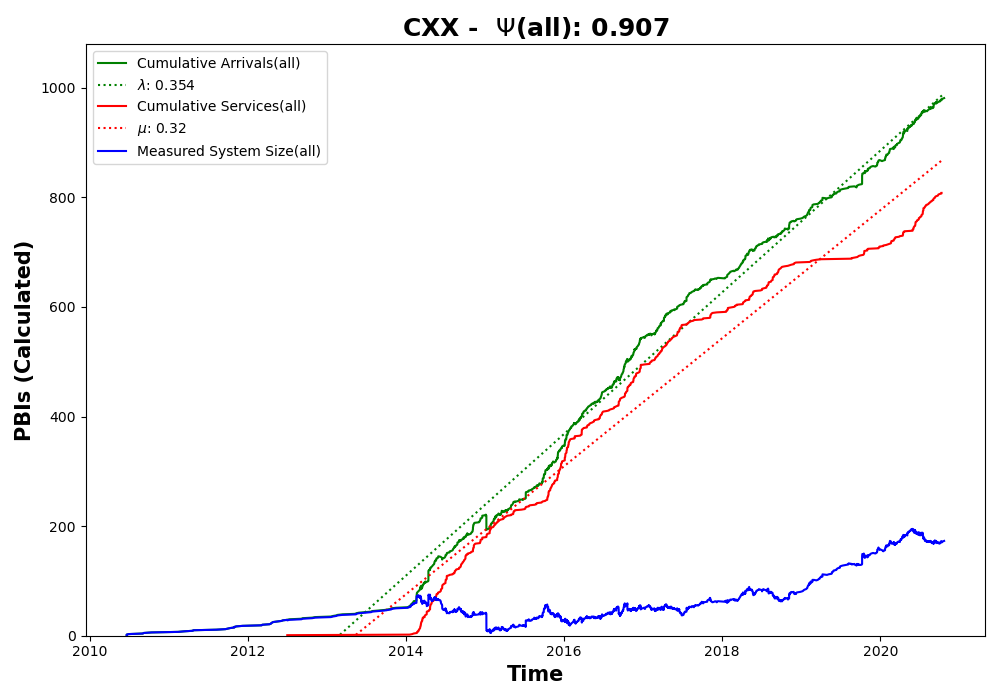 CXX - Ψ(all): 0.907
Cumulative Arrivals(all)
λ: 0.354
Cumulative Services(all)
μ: 0.32
Measured System Size(all)
PBIs (Calculated)
1000
800
600
400
200
0
2010 2012 2014 2016 2018 2020
Time